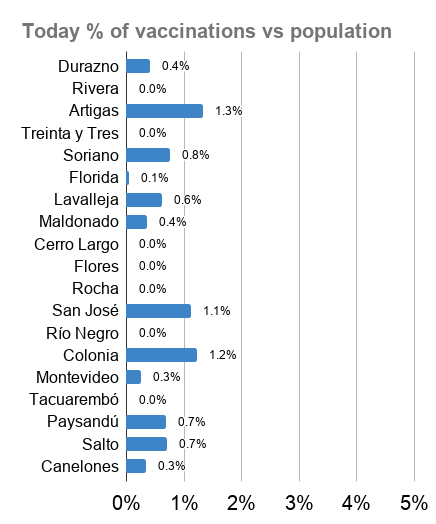 Today % of vaccinations vs population
Durazno 0.4%
Rivera 0.0%
Artigas 1.3%
Treinta y Tres 0.0%
Soriano 0.8%
Florida 0.1%
Lavalleja 0.6%
Maldonado 0.4%
Cerro Largo 0.0%
Flores 0.0%
Rocha 0.0%
San José 1.1%
Río Negro 0.0%
Colonia 1.2%
Montevideo 0.3%
Tacuarembó 0.0%
Paysandú 0.7%
Salto 0.7%
Canelones 0.3%
0% 1% 2% 3% 4% 5%